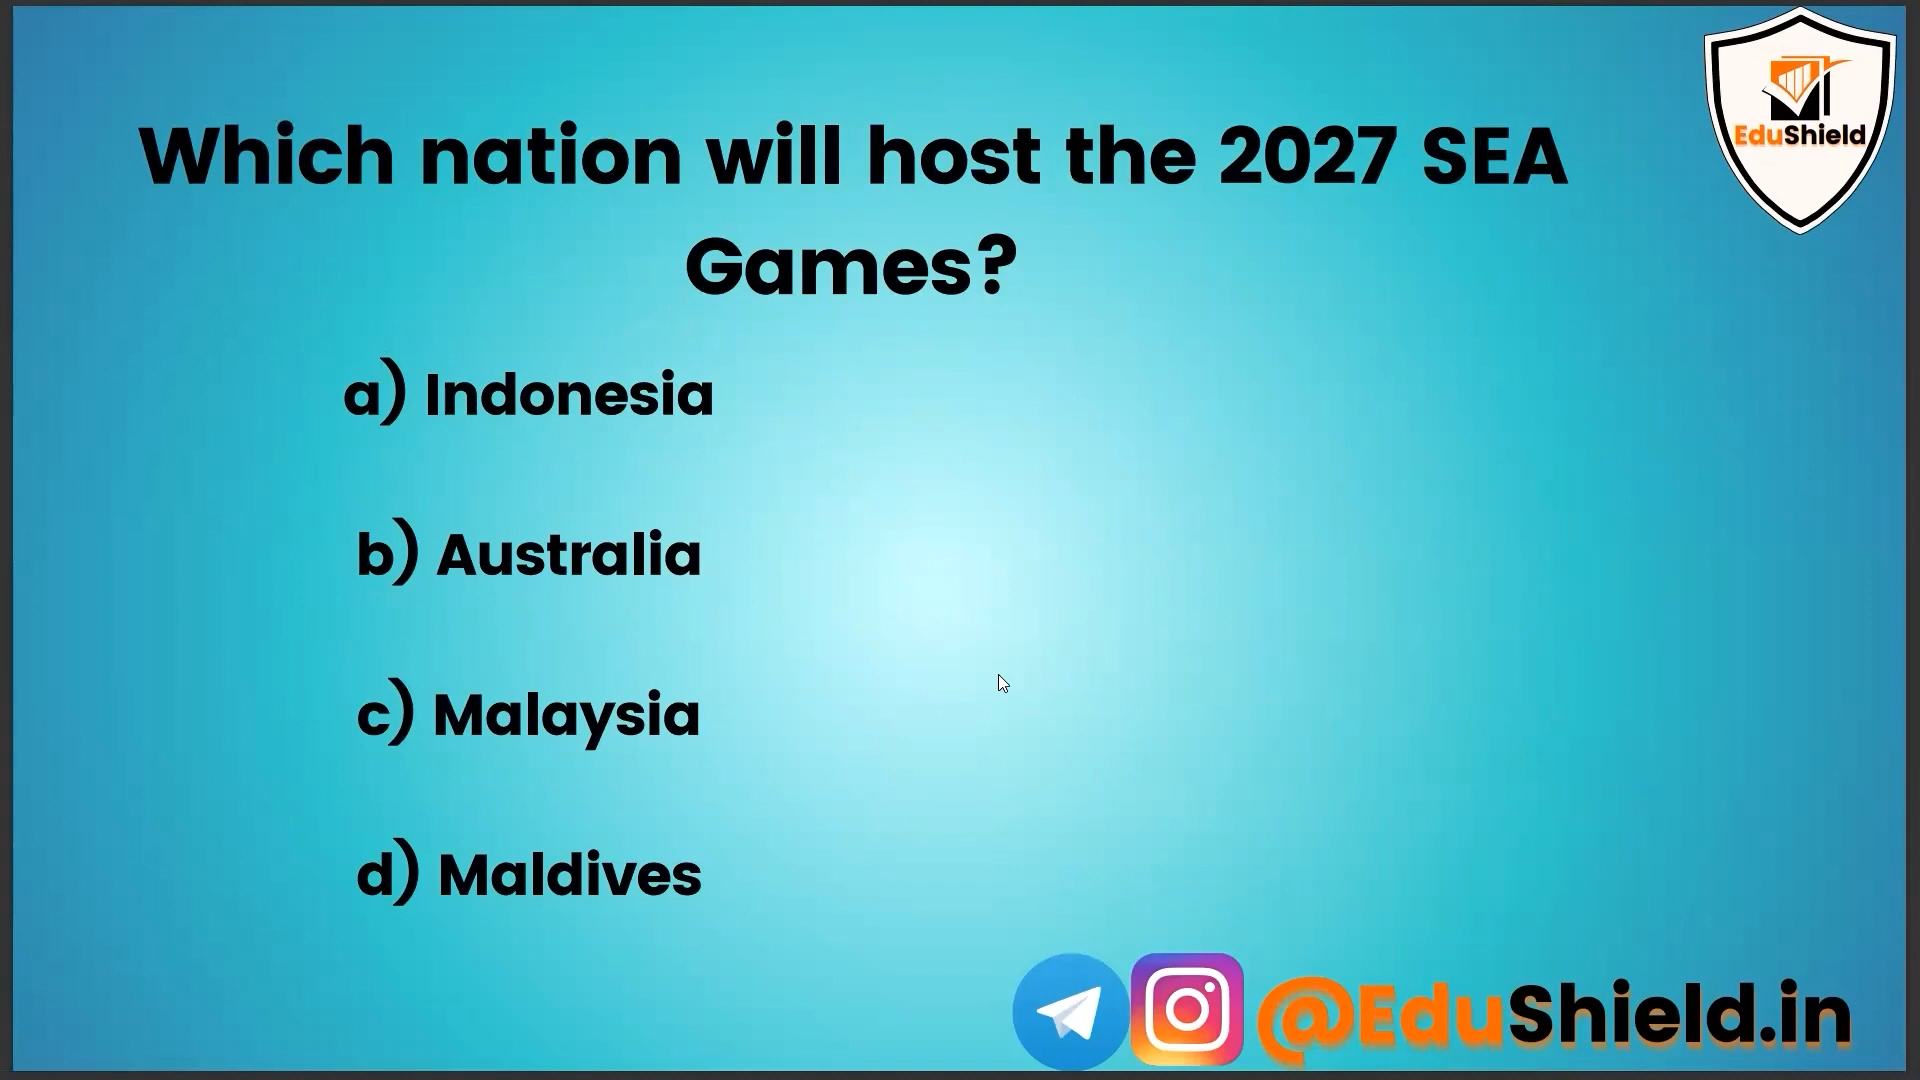 EduShield
Which nation will host the 2027 SEA
Games?
a) Indonesia
b) Australia
c) Malaysia
d) Maldives
@EduShield.in